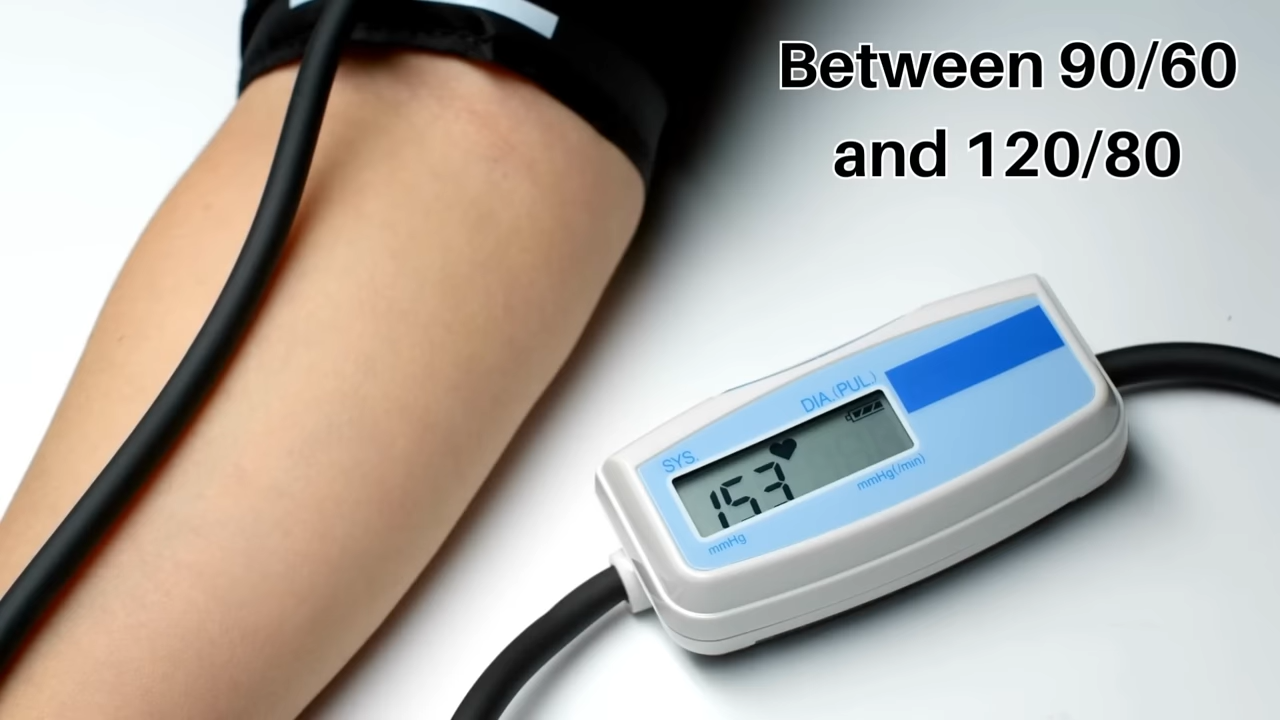 Between 90/60
and 120/80
DIA.(PUL.)
SYS.
153
mmHg(/min)
mmHg